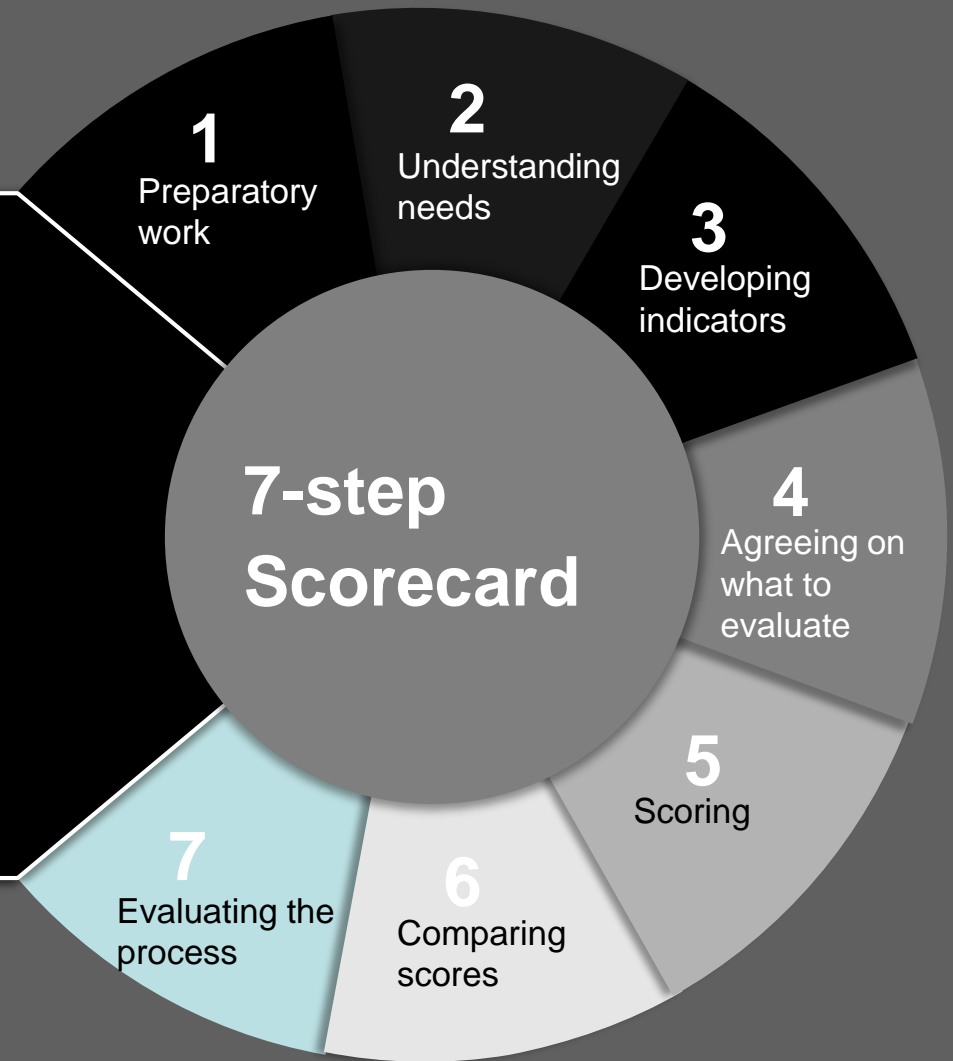 1
Preparatory
work
2
Understanding
needs
3
Developing
indicators
4
Agreeing on
what to
evaluate
5
Scoring
6
Comparing
scores
7
Evaluating the
process
7-step
Scorecard